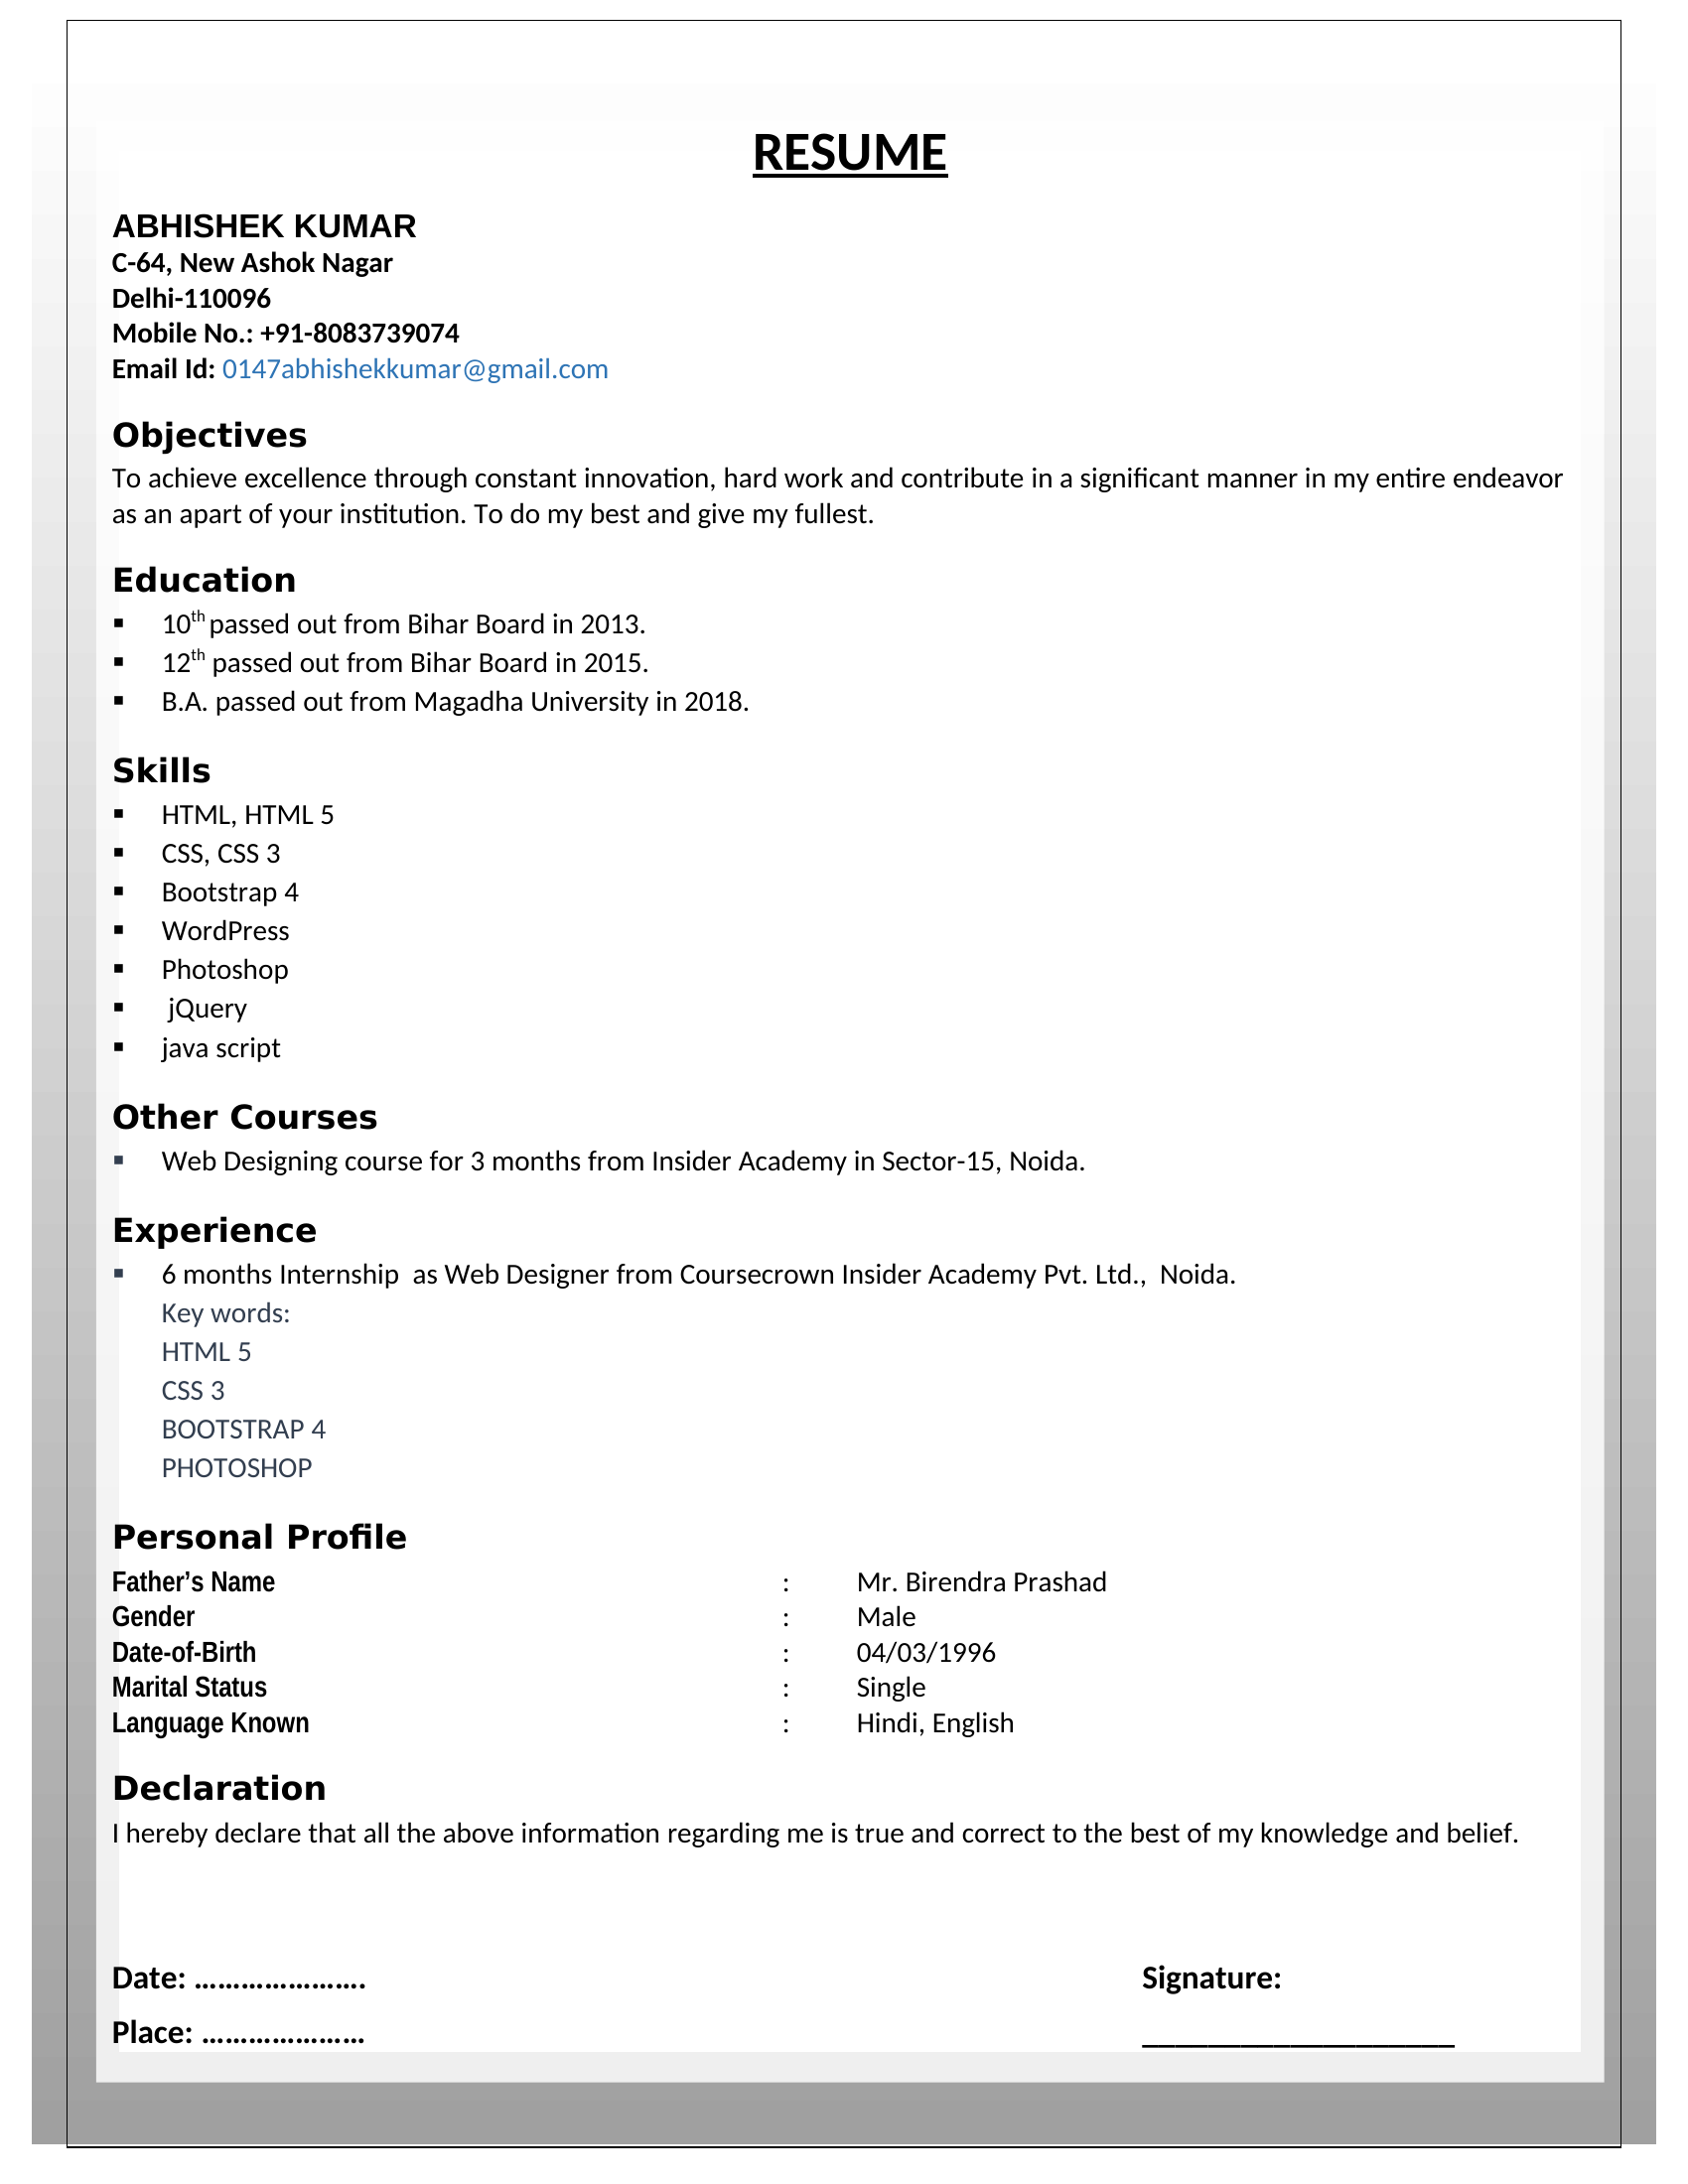 RESUME
ABHISHEK KUMAR
C-64, New Ashok Nagar
Delhi-110096
Mobile No.: +91-8083739074
Email Id: 0147abhishekkumar@gmail.com
Objectives
To achieve excellence through constant innovation, hard work and contribute in a significant manner in my entire endeavor
as an apart of your institution. To do my best and give my fullest.
Education
▪ 10th passed out from Bihar Board in 2013.
▪ 12th passed out from Bihar Board in 2015.
▪ B.A. passed out from Magadha University in 2018.
Skills
▪ HTML, HTML 5
▪ CSS, CSS 3
▪ Bootstrap 4
▪ WordPress
▪ Photoshop
▪ jQuery
▪ java script
Other Courses
▪ Web Designing course for 3 months from Insider Academy in Sector-15, Noida.
Experience
▪ 6 months Internship  as Web Designer from Coursecrown Insider Academy Pvt. Ltd.,  Noida.
Key words:
HTML 5
CSS 3
BOOTSTRAP 4
PHOTOSHOP
Personal Profile
Father’s Name : Mr. Birendra Prashad
Gender : Male
Date-of-Birth : 04/03/1996
Marital Status : Single
Language Known : Hindi, English
Declaration
I hereby declare that all the above information regarding me is true and correct to the best of my knowledge and belief.
Date: …………………. Signature:
Place: ………………… ___________________